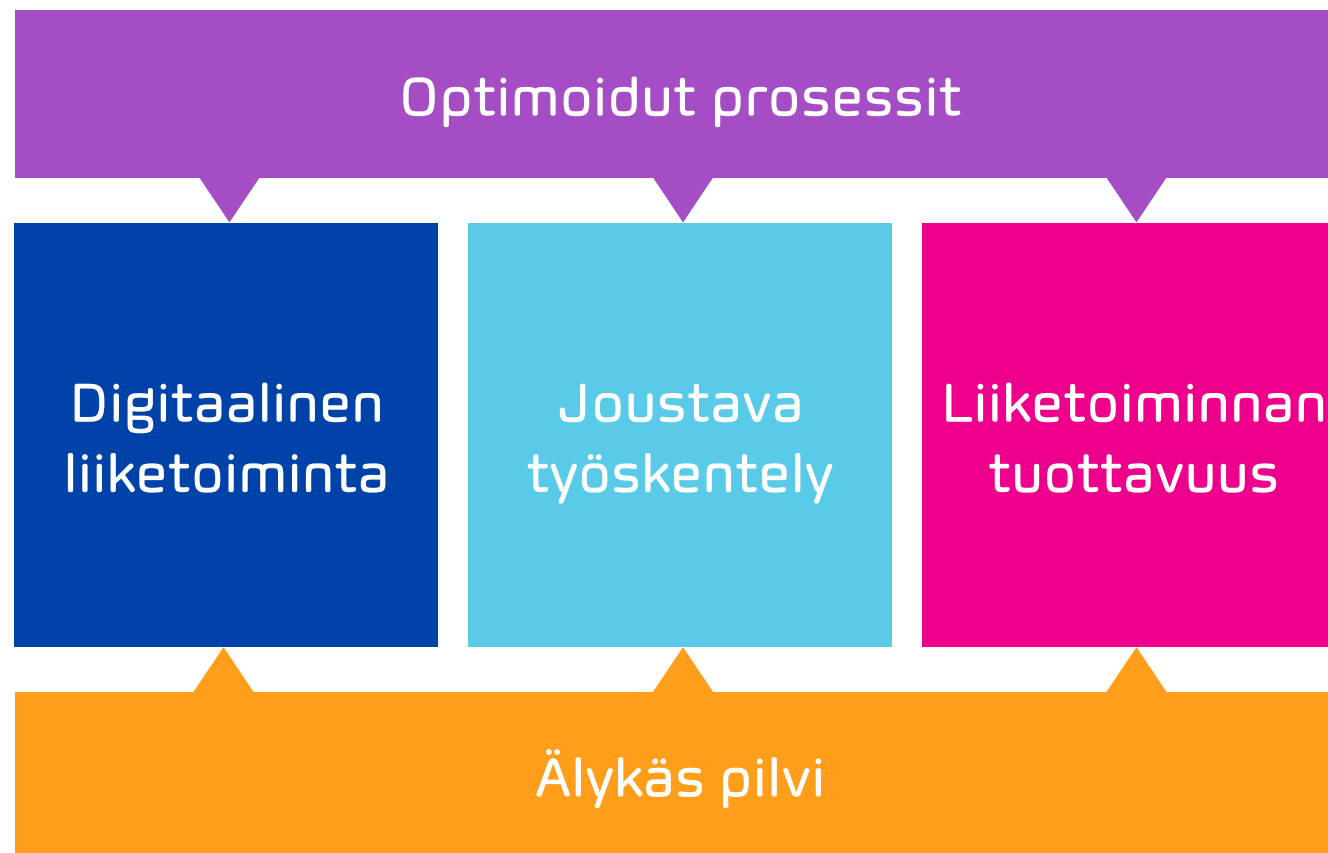 Optimoidut prosessit
Digitaalinen
liiketoiminta
Joustava
työskentely
Liiketoiminnan
tuottavuus
Älykäs pilvi